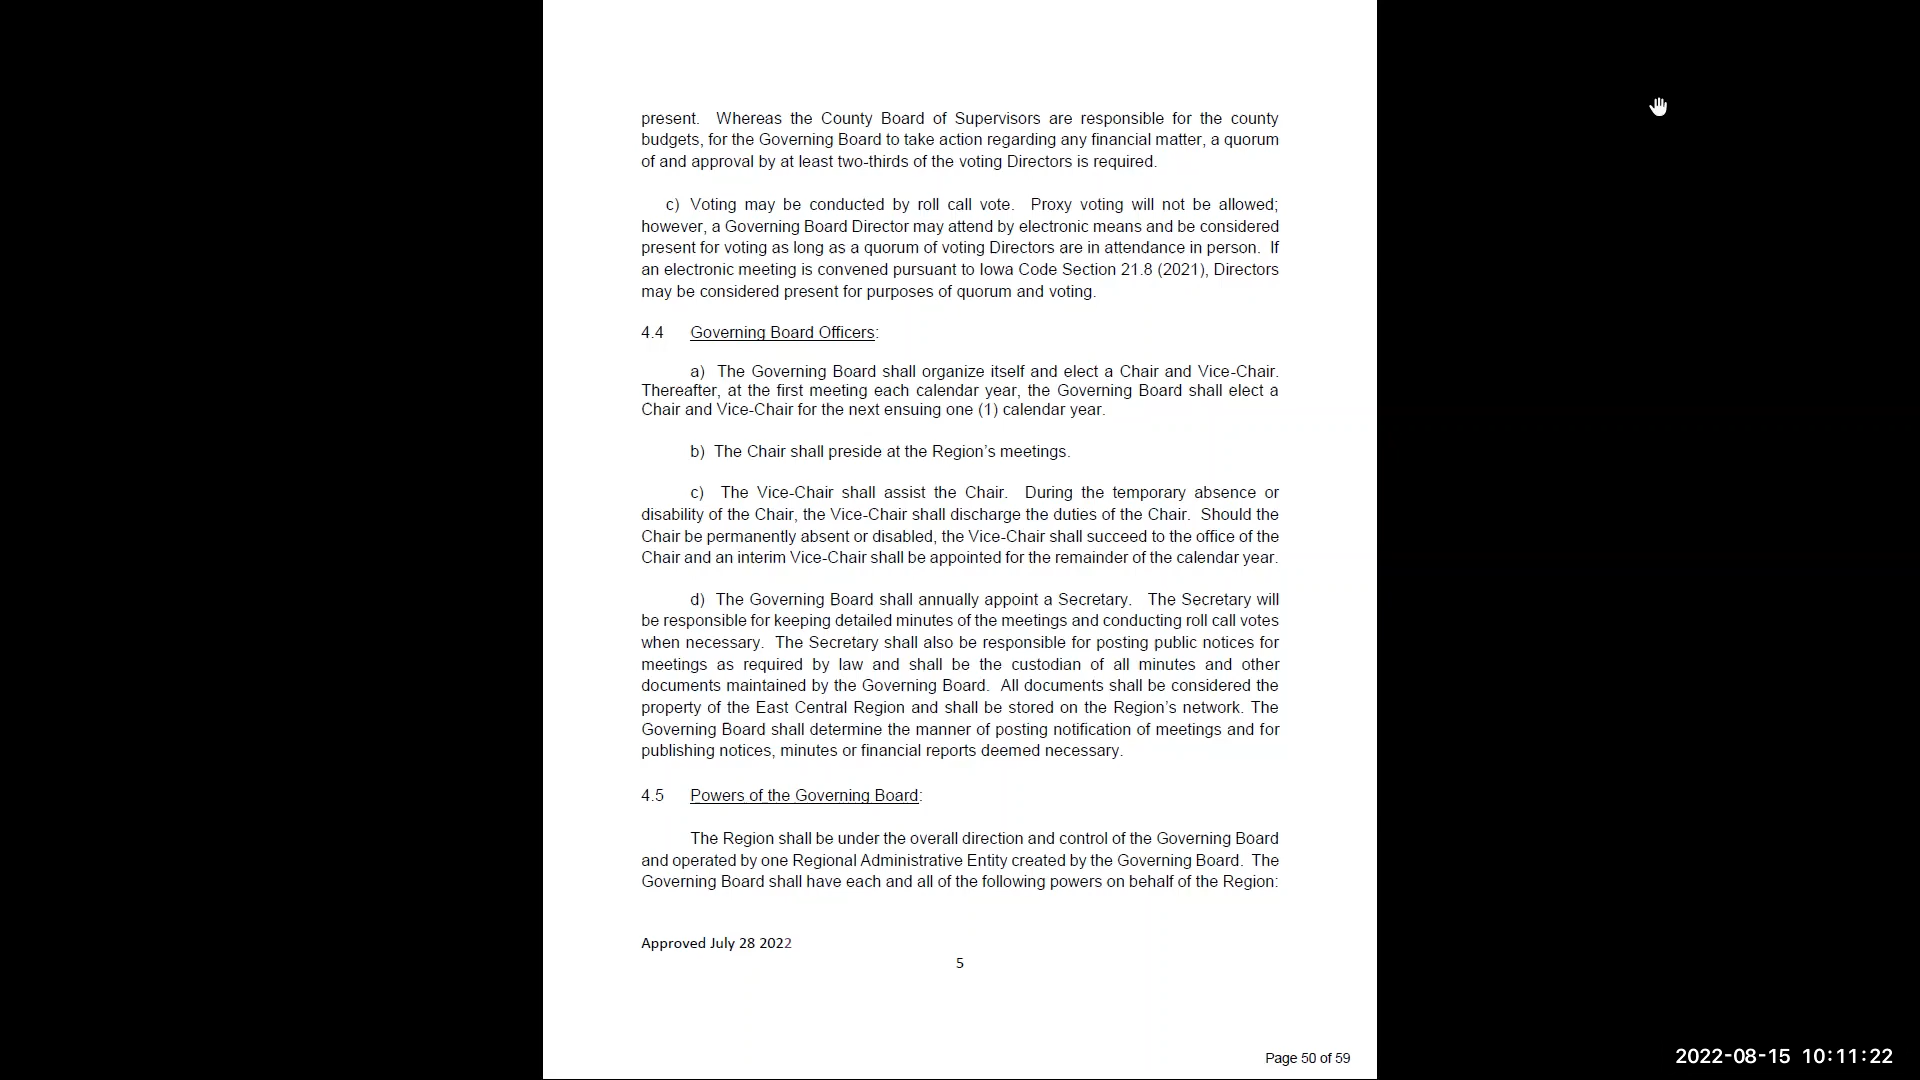 present.  Whereas the County Board of Supervisors are responsible for the county
budgets, for the Governing Board to take action regarding any financial matter, a quorum
of and approval by at least two-thirds of the voting Directors is required.
c)  Voting may be conducted by roll call vote.  Proxy voting will not be allowed;
however, a Governing Board Director may attend by electronic means and be considered
present for voting as long as a quorum of voting Directors are in attendance in person.  If
an electronic meeting is convened pursuant to Iowa Code Section 21.8 (2021), Directors
may be considered present for purposes of quorum and voting.
4.4 Governing Board Officers:
a)  The Governing Board shall organize itself and elect a Chair and Vice-Chair.
Thereafter, at the first meeting each calendar year, the Governing Board shall elect a
Chair and Vice-Chair for the next ensuing one (1) calendar year.
b)  The Chair shall preside at the Region’s meetings.
c)  The Vice-Chair shall assist the Chair.  During the temporary absence or
disability of the Chair, the Vice-Chair shall discharge the duties of the Chair.  Should the
Chair be permanently absent or disabled, the Vice-Chair shall succeed to the office of the
Chair and an interim Vice-Chair shall be appointed for the remainder of the calendar year.
d)  The Governing Board shall annually appoint a Secretary.  The Secretary will
be responsible for keeping detailed minutes of the meetings and conducting roll call votes
when necessary.  The Secretary shall also be responsible for posting public notices for
meetings as required by law and shall be the custodian of all minutes and other
documents maintained by the Governing Board.  All documents shall be considered the
property of the East Central Region and shall be stored on the Region’s network. The
Governing Board shall determine the manner of posting notification of meetings and for
publishing notices, minutes or financial reports deemed necessary.
4.5 Powers of the Governing Board:
The Region shall be under the overall direction and control of the Governing Board
and operated by one Regional Administrative Entity created by the Governing Board.  The
Governing Board shall have each and all of the following powers on behalf of the Region:
Approved July 28 2022
5
Page 50 of 59
2022-08-15 10:11:22